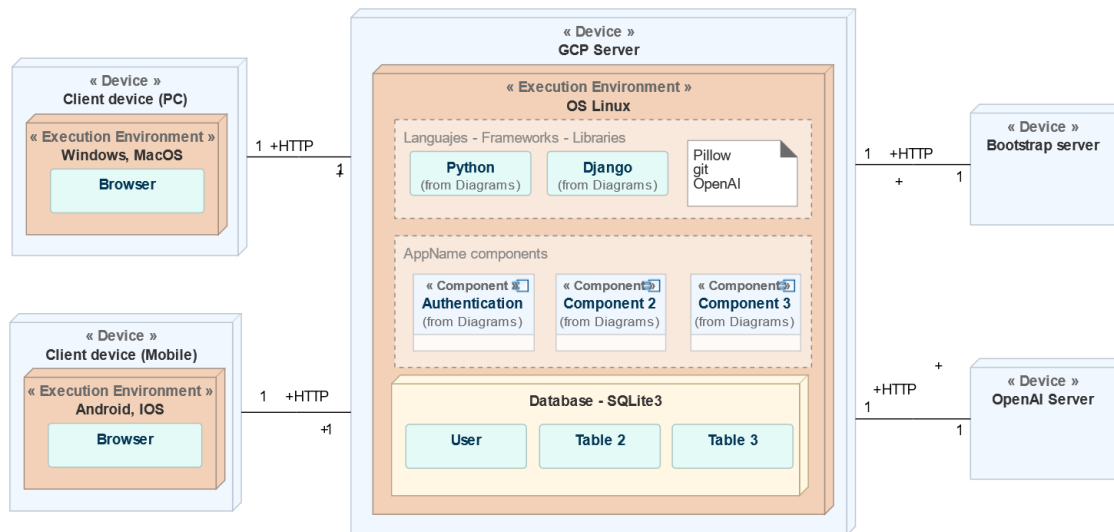 « Device »
GCP Server
« Execution Environment »
OS Linux
Languajes - Frameworks - Libraries
Python
(from Diagrams)
Django
(from Diagrams)
Pillow
git
OpenAI
AppName components
« Component »
Authentication
(from Diagrams)
« Component »
Component 2
(from Diagrams)
« Component »
Component 3
(from Diagrams)
Database - SQLite3
User
Table 2
Table 3
« Device »
Client device (PC)
« Execution Environment »
Windows, MacOS
Browser
1 +HTTP
1
+
« Device »
Client device (Mobile)
« Execution Environment »
Android, IOS
Browser
1 +HTTP
+1
« Device »
Bootstrap server
1 +HTTP
+ 1
« Device »
OpenAI Server
+
+HTTP
1
1